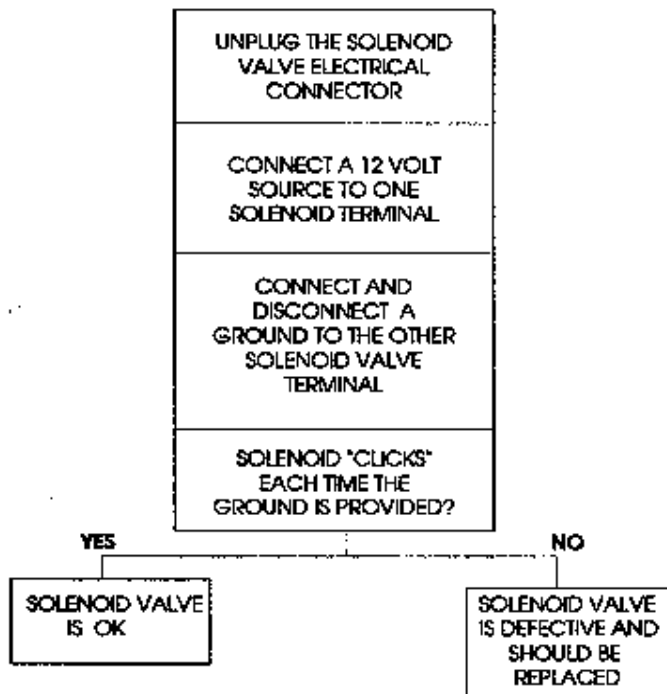 UNPLUG THE SOLENOID
VALVE ELECTRICAL
CONNECTOR
CONNECT A 12 VOLT
SOURCE TO ONE
SOLENOID TERMINAL
CONNECT AND
DISCONNECT A
GROUND TO THE OTHER
SOLENOID VALVE
TERMINAL
SOLENOID "CLICKS"
EACH TIME THE
GROUND IS PROVIDED?
YES
NO
SOLENOID VALVE
IS OK
SOLENOID VALVE
IS DEFECTIVE AND
SHOULD BE
REPLACED